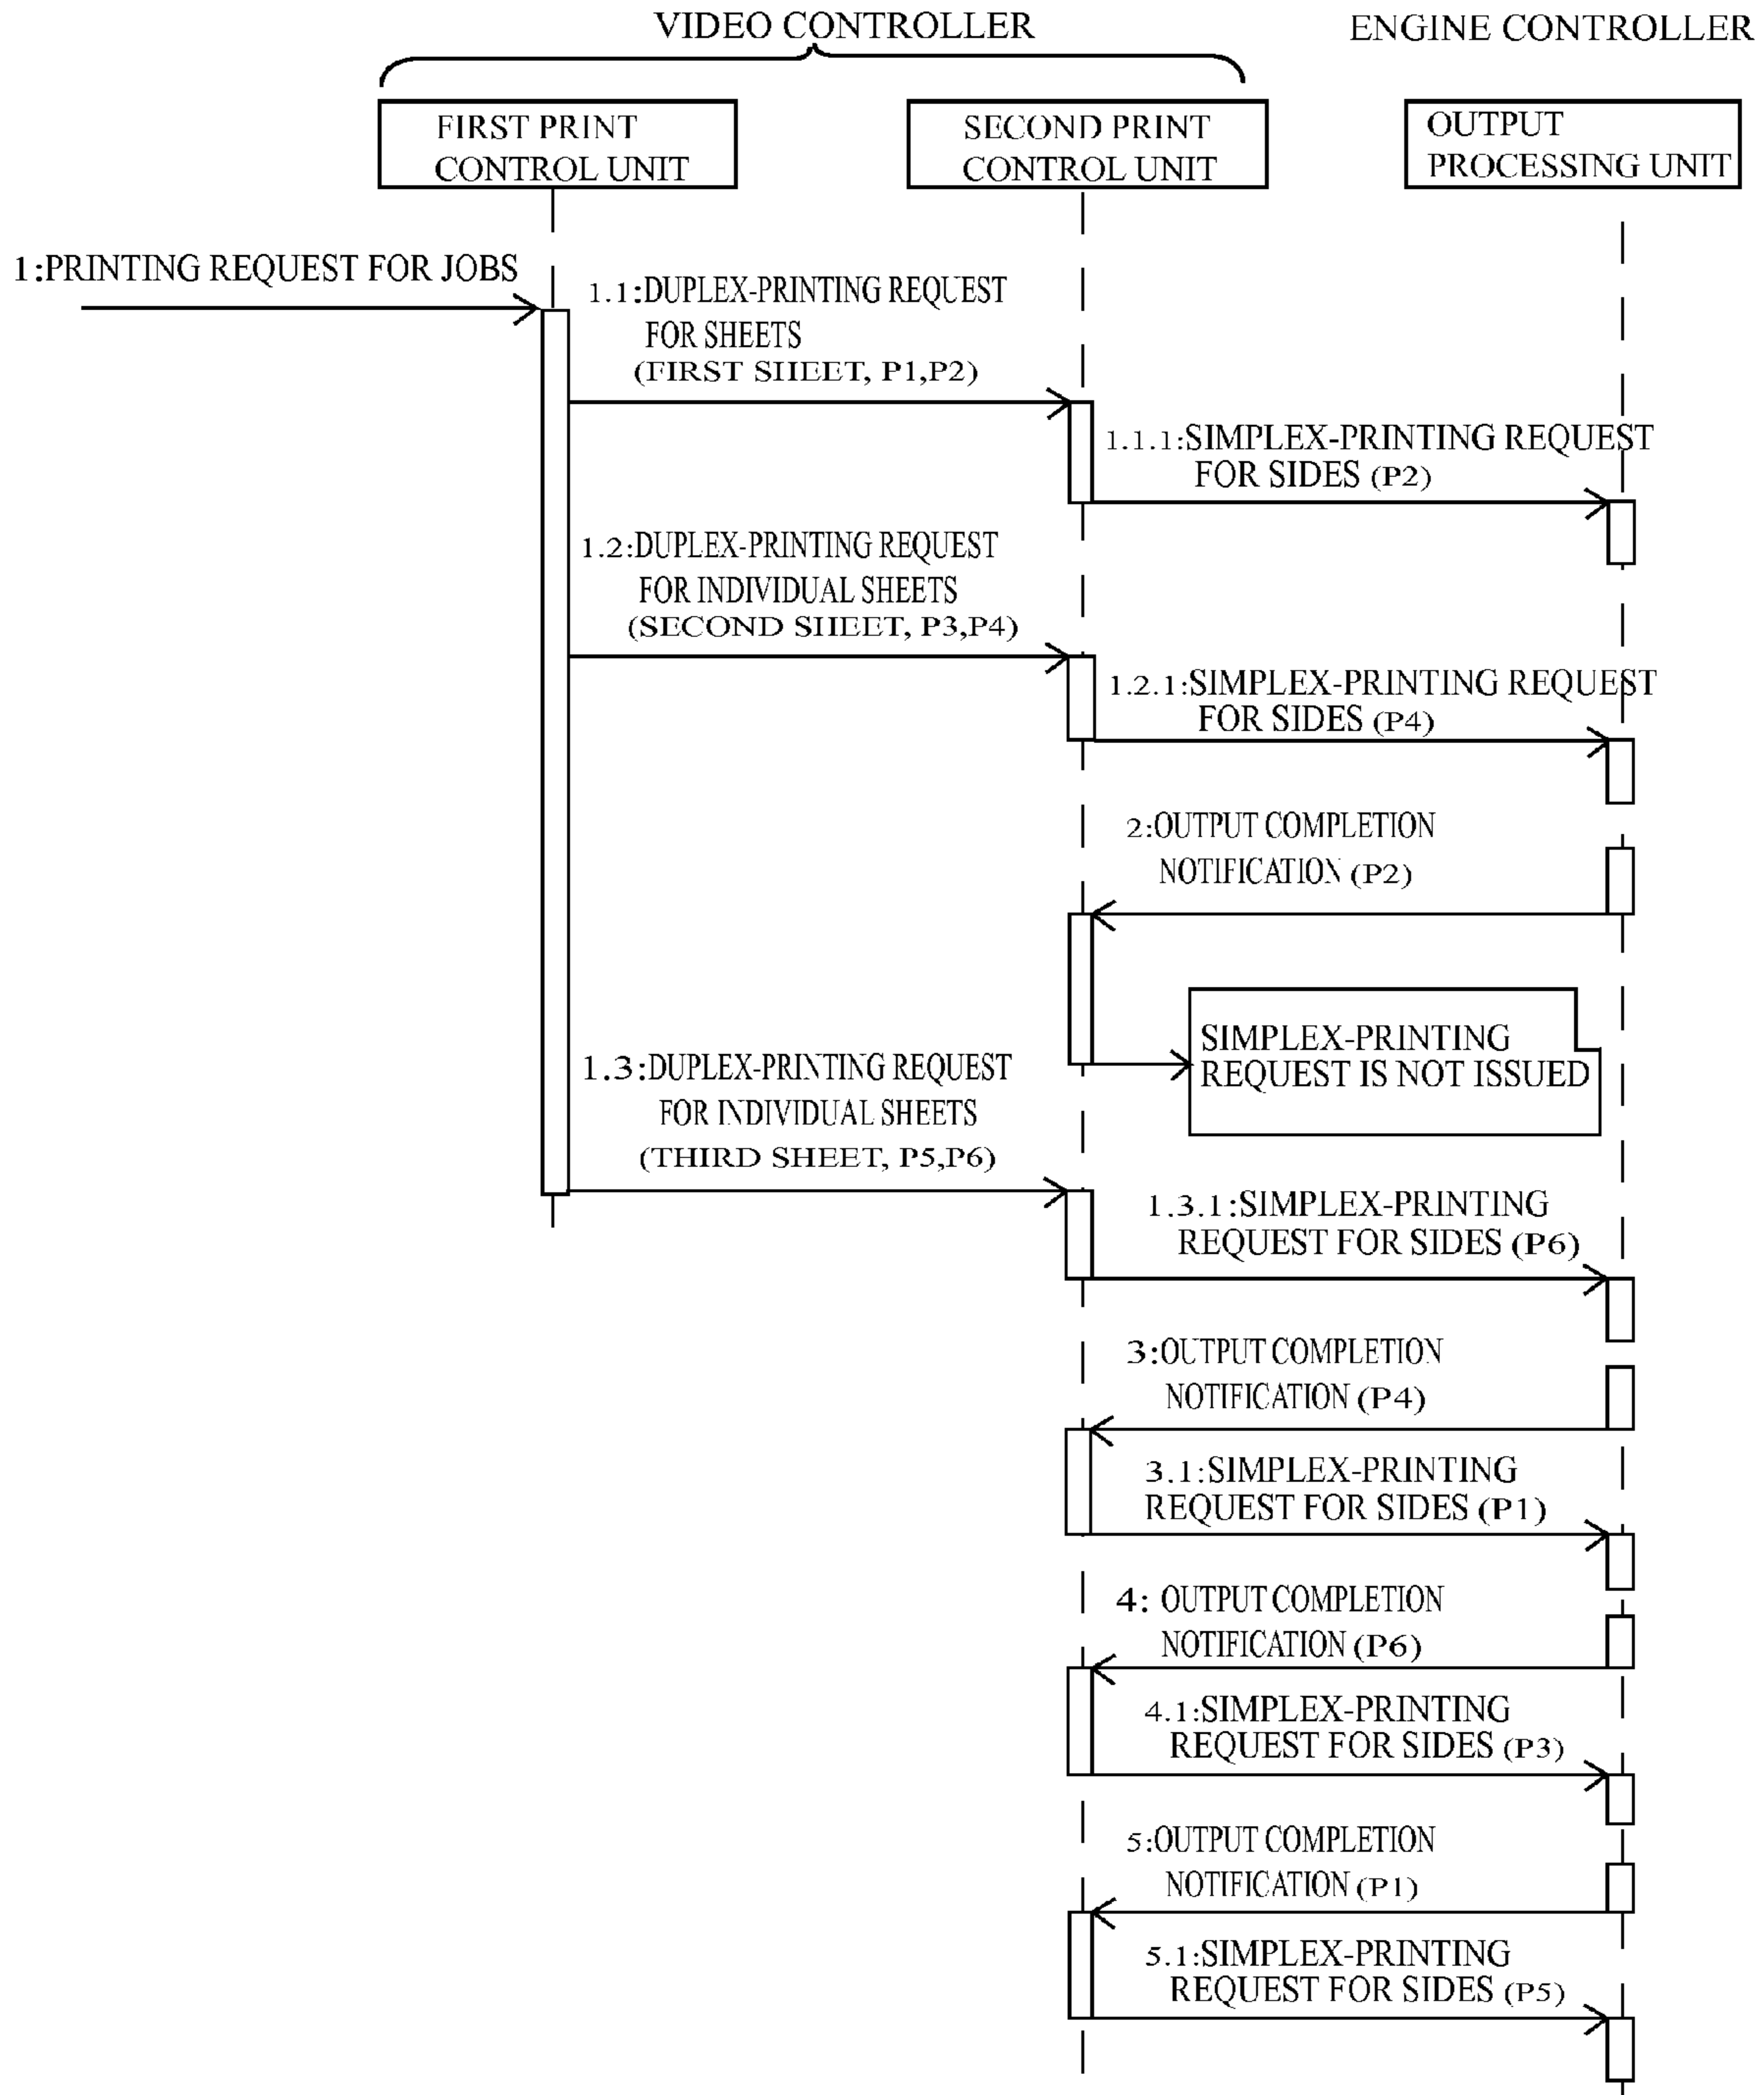 VIDEO CONTROLLER
ENGINE CONTROLLER
FIRST PRINT
CONTROL UNIT
SECOND PRINT
CONTROL UNIT
OUTPUT
PROCESSING UNIT
1:PRINTING REQUEST FOR JOBS
1.1:DUPLEX-PRINTING REQUEST
FOR SHEETS
(FIRST SHEET, P1,P2)
1.1.1:SIMPLEX-PRINTING REQUEST
FOR SIDES (P2)
1.2:DUPLEX-PRINTING REQUEST
FOR INDIVIDUAL SHEETS
(SECOND SHEET, P3,P4)
1.2.1:SIMPLEX-PRINTING REQUEST
FOR SIDES (P4)
2:OUTPUT COMPLETION
NOTIFICATION (P2)
SIMPLEX-PRINTING
REQUEST IS NOT ISSUED
1.3:DUPLEX-PRINTING REQUEST
FOR INDIVIDUAL SHEETS
(THIRD SHEET, P5,P6)
1.3.1:SIMPLEX-PRINTING
REQUEST FOR SIDES (P6)
3:OUTPUT COMPLETION
NOTIFICATION (P4)
3.1:SIMPLEX-PRINTING
REQUEST FOR SIDES (P1)
4: OUTPUT COMPLETION
NOTIFICATION (P6)
4.1:SIMPLEX-PRINTING
REQUEST FOR SIDES (P3)
5:OUTPUT COMPLETION
NOTIFICATION (P1)
5.1:SIMPLEX-PRINTING
REQUEST FOR SIDES (P5)